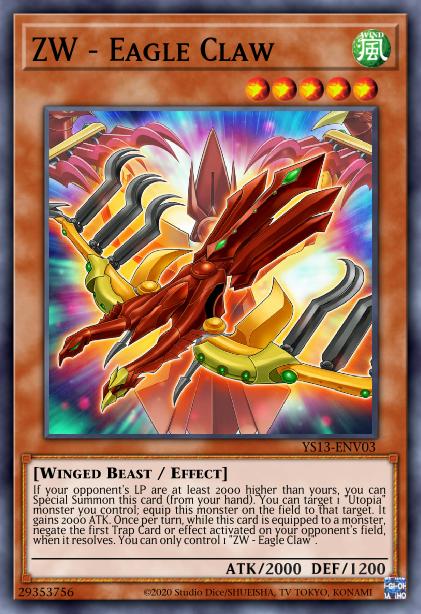 ZW - Eagle Claw
WIND
風
YS13-ENV03
[Winged Beast / Effect]
If your opponent's LP are at least 2000 higher than yours, you can
Special Summon this card (from your hand). You can target 1 "Utopia"
monster you control; equip this monster on the field to that target. It
gains 2000 ATK. Once per turn, while this card is equipped to a monster,
negate the first Trap Card or effect activated on your opponent's field,
when it resolves. You can only control 1 "ZW - Eagle Claw".
ATK/2000 DEF/1200
29353756
©2020 Studio Dice/SHUEISHA, TV TOKYO, KONAMI